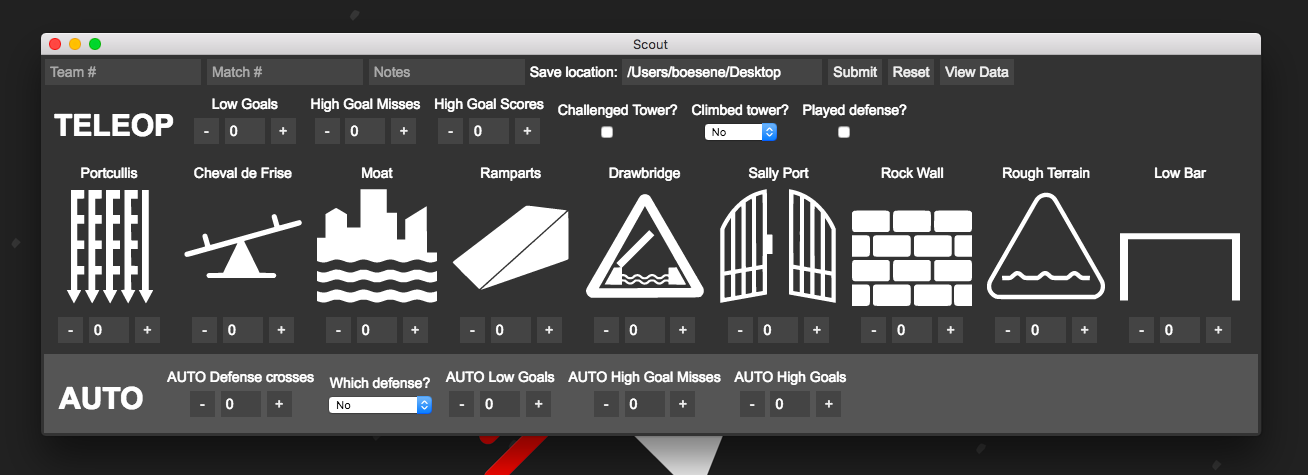 Scout
Team # Match # Notes Save location: /Users/boesene/Desktop Submit Reset View Data
TELEOP
Low Goals High Goal Misses High Goal Scores Challenged Tower? Climbed tower? Played defense?
- 0 + - 0 + - 0 + No
Portcullis Cheval de Frise Moat Ramparts Drawbridge Sally Port Rock Wall Rough Terrain Low Bar
- 0 + - 0 + - 0 + - 0 + - 0 + - 0 + - 0 + - 0 + - 0 +
AUTO
AUTO Defense crosses Which defense? AUTO Low Goals AUTO High Goal Misses AUTO High Goals
- 0 + No - 0 + - 0 + - 0 +